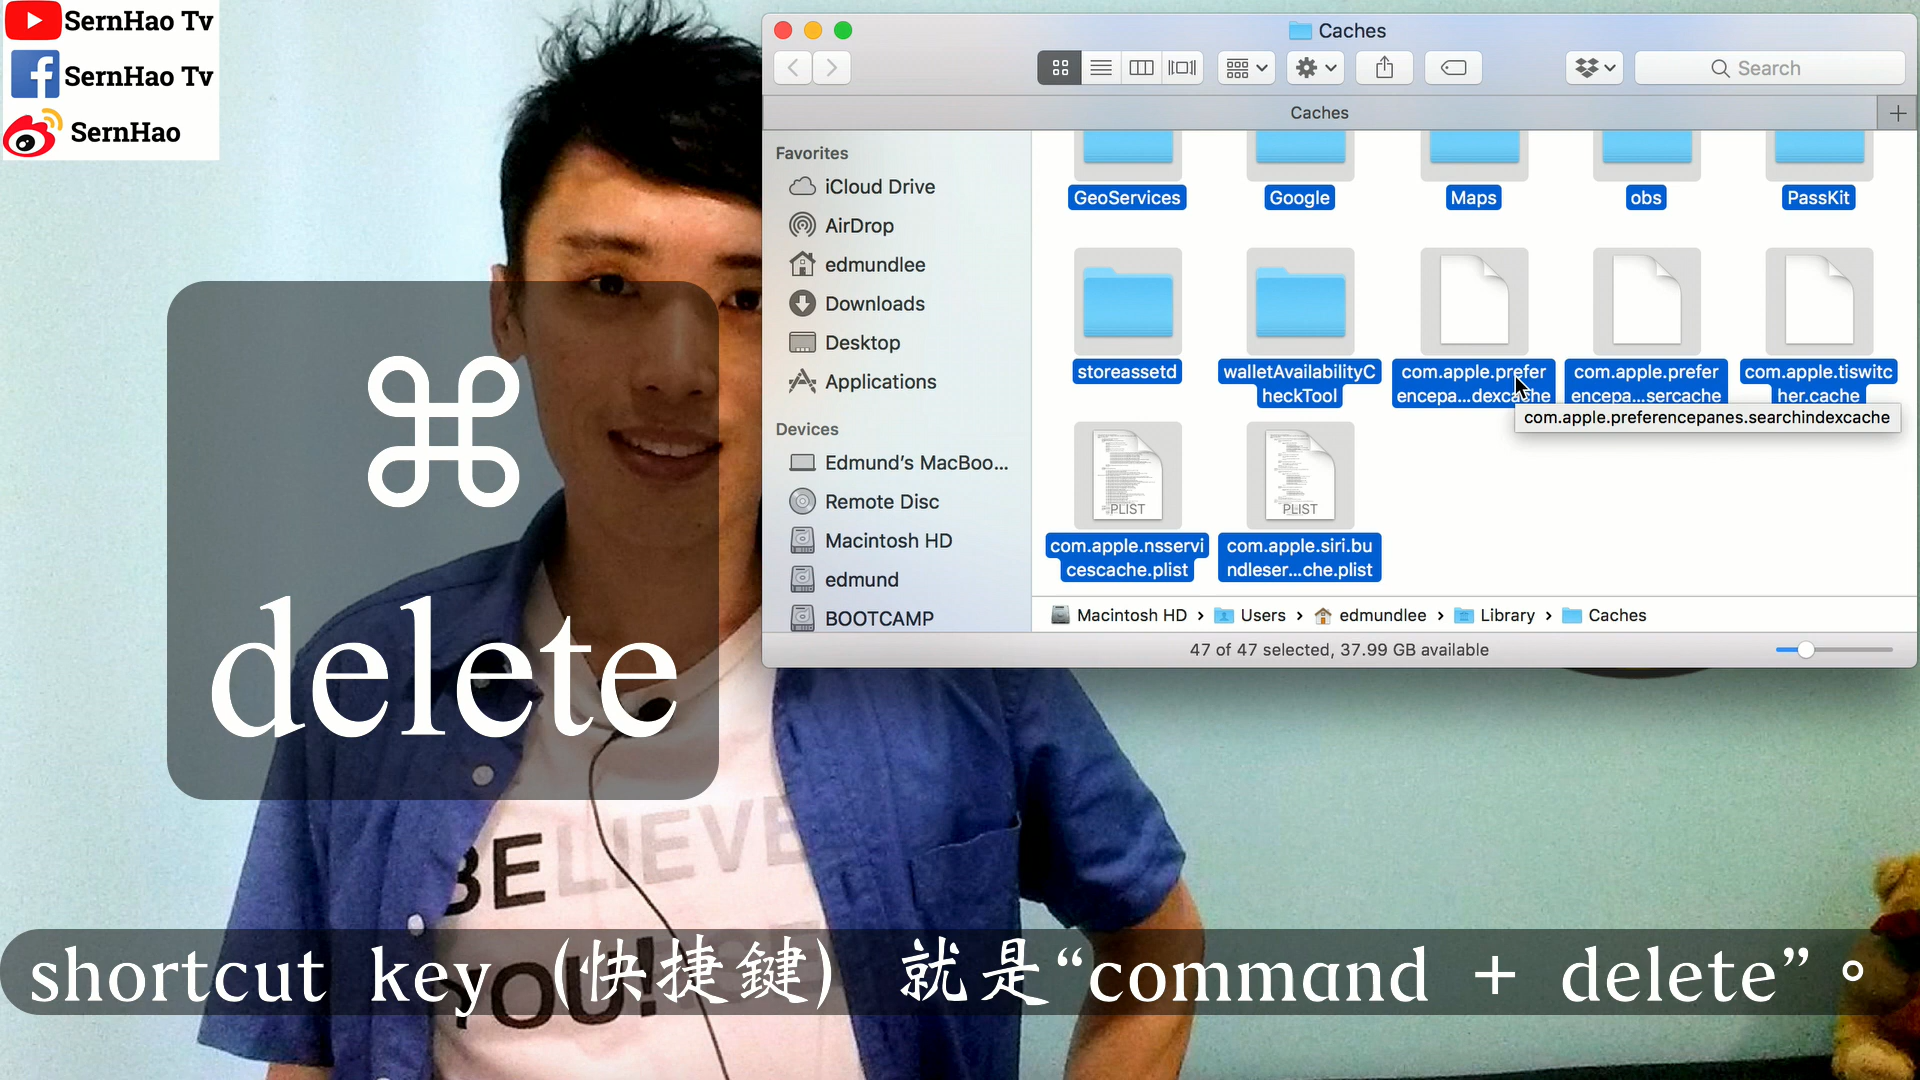 SernHao Tv
SernHao Tv
SernHao
Caches
Search
Caches
Favorites
iCloud Drive
AirDrop
edmundlee
Downloads
Desktop
Applications
Devices
Edmund's MacBoo...
Remote Disc
Macintosh HD
edmund
BOOTCAMP
GeoServices
Google
Maps
obs
PassKit
storeassetd
walletAvailabilityC
heckTool
com.apple.prefer
encepa...dexcache
com.apple.prefer
encepa...sercache
com.apple.tiswitc
her.cache
com.apple.preferencepanes.searchindexcache
PLIST
PLIST
com.apple.nsservi
cescache.plist
com.apple.siri.bu
ndleser...che.plist
Macintosh HD › Users › edmundlee › Library › Caches
47 of 47 selected, 37.99 GB available
⌘
delete
BELIEVE
YOU!
shortcut key (快捷鍵) 就是“command + delete”。